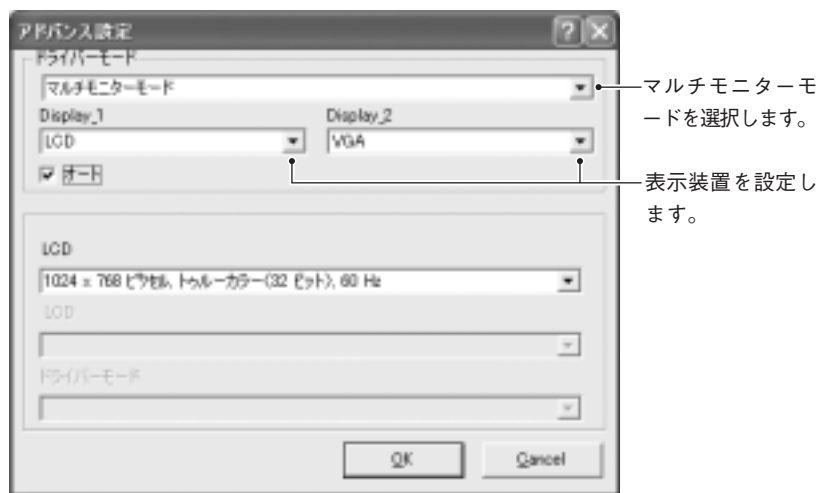 アドバンス設定
ドライバーモード
マルチモニターモード
Display_1
Display_2
LCD
VGA
オート
LCD
1024 x 768 ピクセル, トゥルーカラー(32 ビット), 60 Hz
LCD
ドライバーモード
OK
Cancel
マルチモニターモ
ードを選択します。
表示装置を設定し
ます。